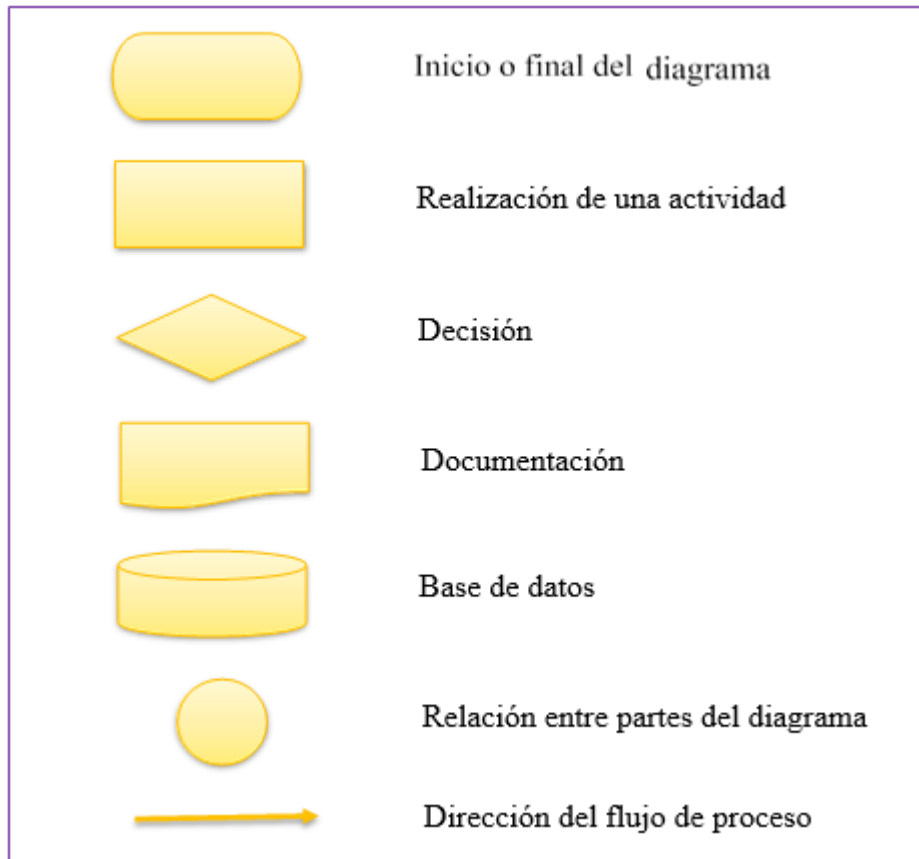 Inicio o final del diagrama
Realización de una actividad
Decisión
Documentación
Base de datos
Relación entre partes del diagrama
Dirección del flujo de proceso